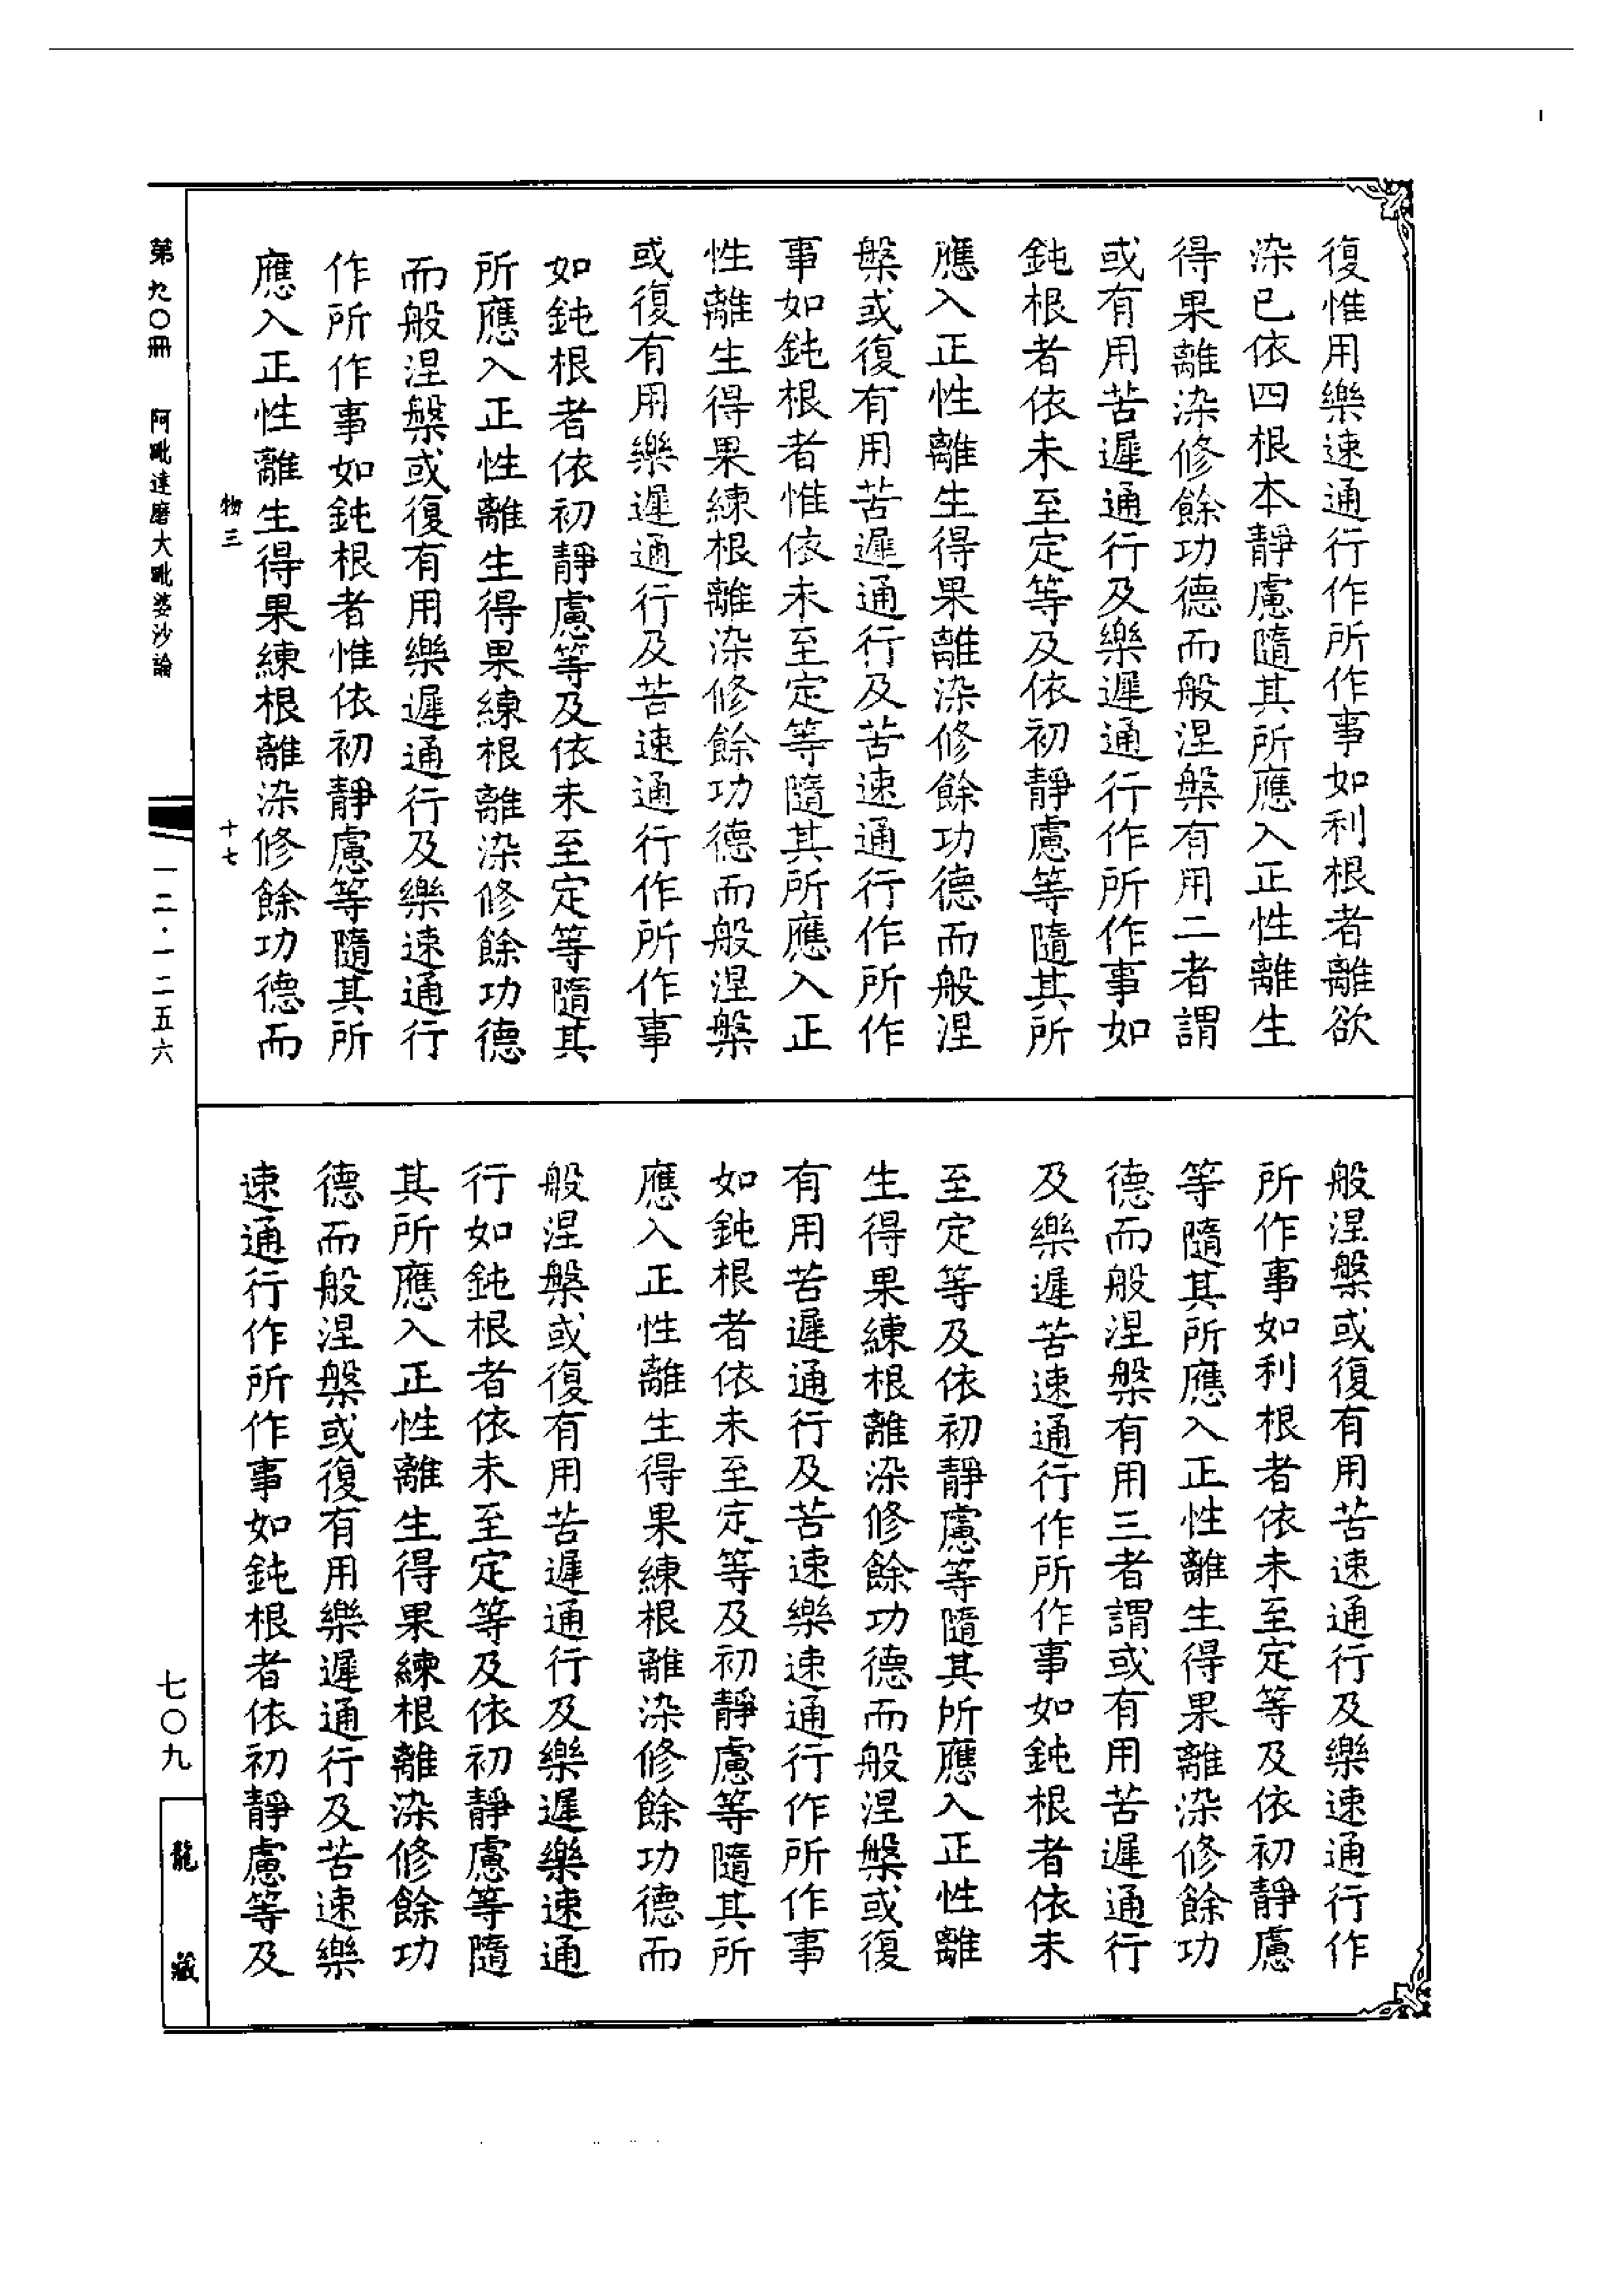 復惟用樂速通行作所作事如利根者離欲
染已依四根本靜慮隨其所應入正性離生
得果離染修餘功德而般涅槃有用二者謂
或有用苦遲通行及樂遲通行作所作事如
鈍根者依未至定等及依初靜慮等隨其所
應入正性離生得果離染修餘功德而般涅
槃或復有用苦遲通行及苦速通行作所作
事如鈍根者惟依未至定等隨其所應入正
性離生得果練根離染修餘功德而般涅槃
或復有用樂遲通行及苦速通行作所作事
如鈍根者依初靜慮等及依未至定等隨其
所應入正性離生得果練根離染修餘功德
而般涅槃或復有用樂遲通行及樂速通行
作所作事如鈍根者惟依初靜慮等隨其所
應入正性離生得果練根離染修餘功德而
物三
十七
般涅槃或復有用苦速通行及樂速通行作
所作事如利根者依未至定等及依初靜慮
等隨其所應入正性離生得果離染修餘功
德而般涅槃有用三者謂或有用苦遲通行
及樂遲苦速通行作所作事如鈍根者依未
至定等及依初靜慮等隨其所應入正性離
生得果練根離染修餘功德而般涅槃或復
有用苦遲通行及苦速樂速通行作所作事
如鈍根者依未至定等及初靜慮等隨其所
應入正性離生得果練根離染修餘功德而
般涅槃或復有用苦遲通行及樂遲樂速通
行如鈍根者依未至定等及依初靜慮等隨
其所應入正性離生得果練根離染修餘功
德而般涅槃或復有用樂遲通行及苦速樂
速通行作所作事如鈍根者依初靜慮等及
第九〇冊 阿毗達磨大毗婆沙論
一二·一二五六
七〇九
龍藏